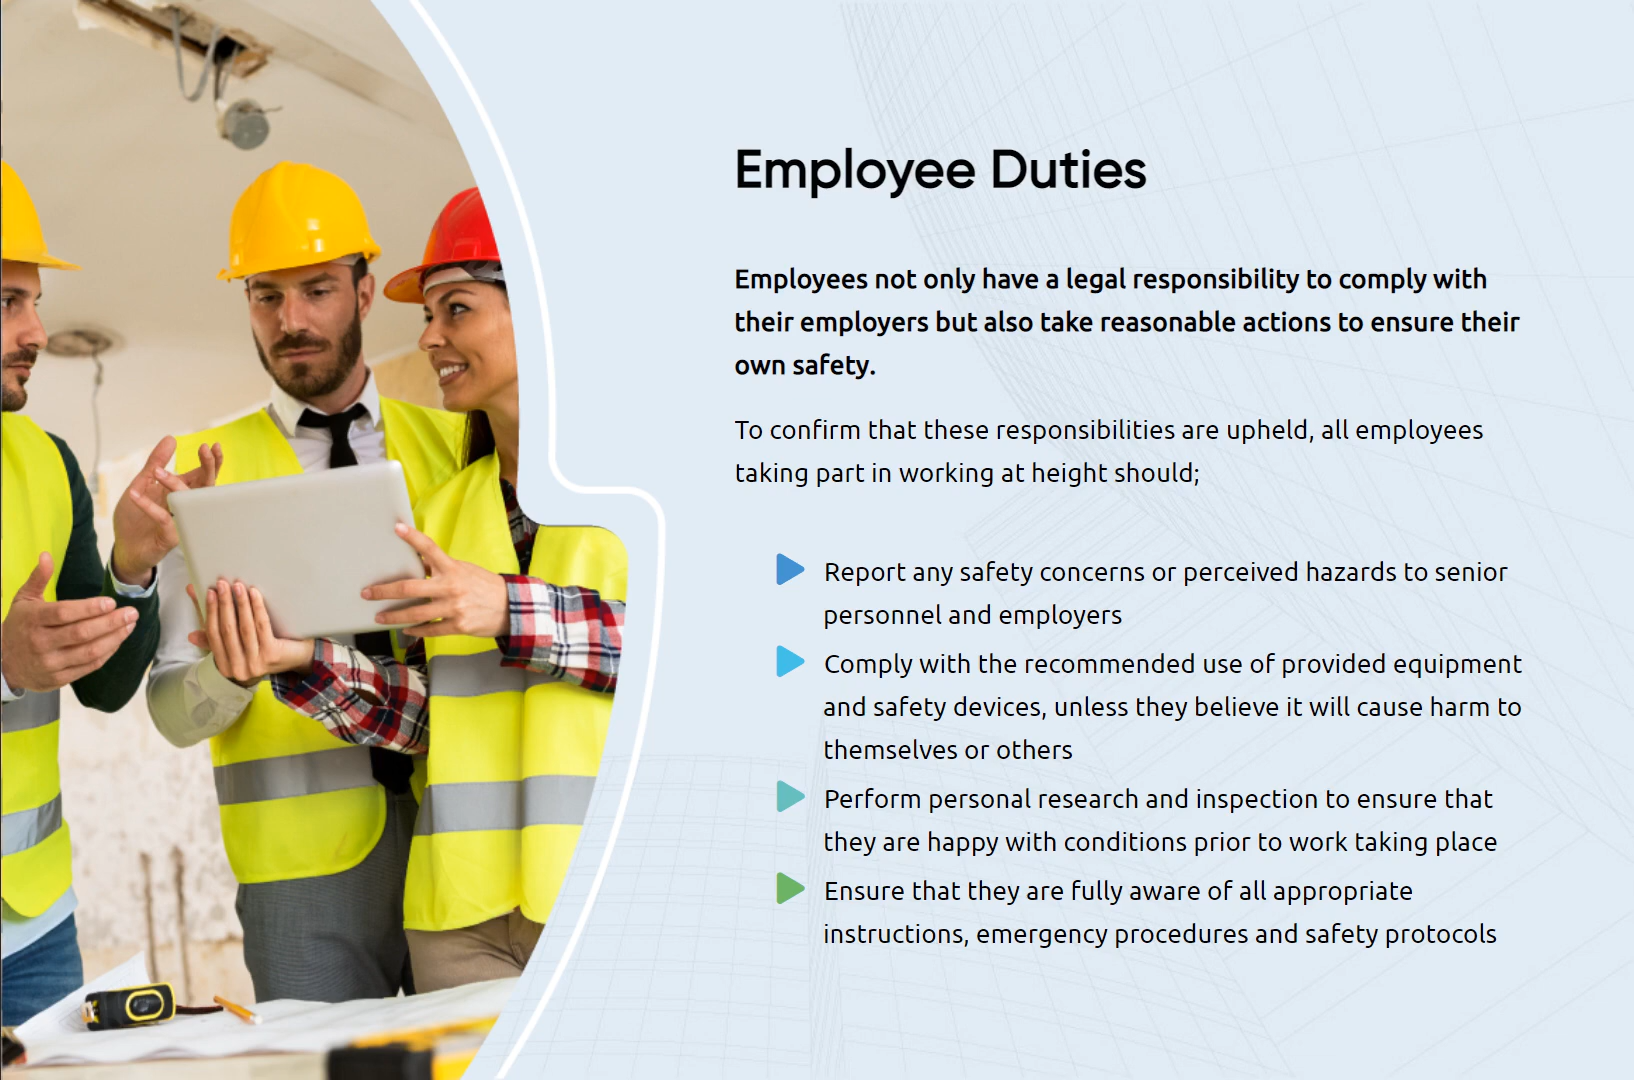 Employee Duties
Employees not only have a legal responsibility to comply with
their employers but also take reasonable actions to ensure their
own safety.
To confirm that these responsibilities are upheld, all employees
taking part in working at height should;
Report any safety concerns or perceived hazards to senior
personnel and employers
Comply with the recommended use of provided equipment
and safety devices, unless they believe it will cause harm to
themselves or others
Perform personal research and inspection to ensure that
they are happy with conditions prior to work taking place
Ensure that they are fully aware of all appropriate
instructions, emergency procedures and safety protocols